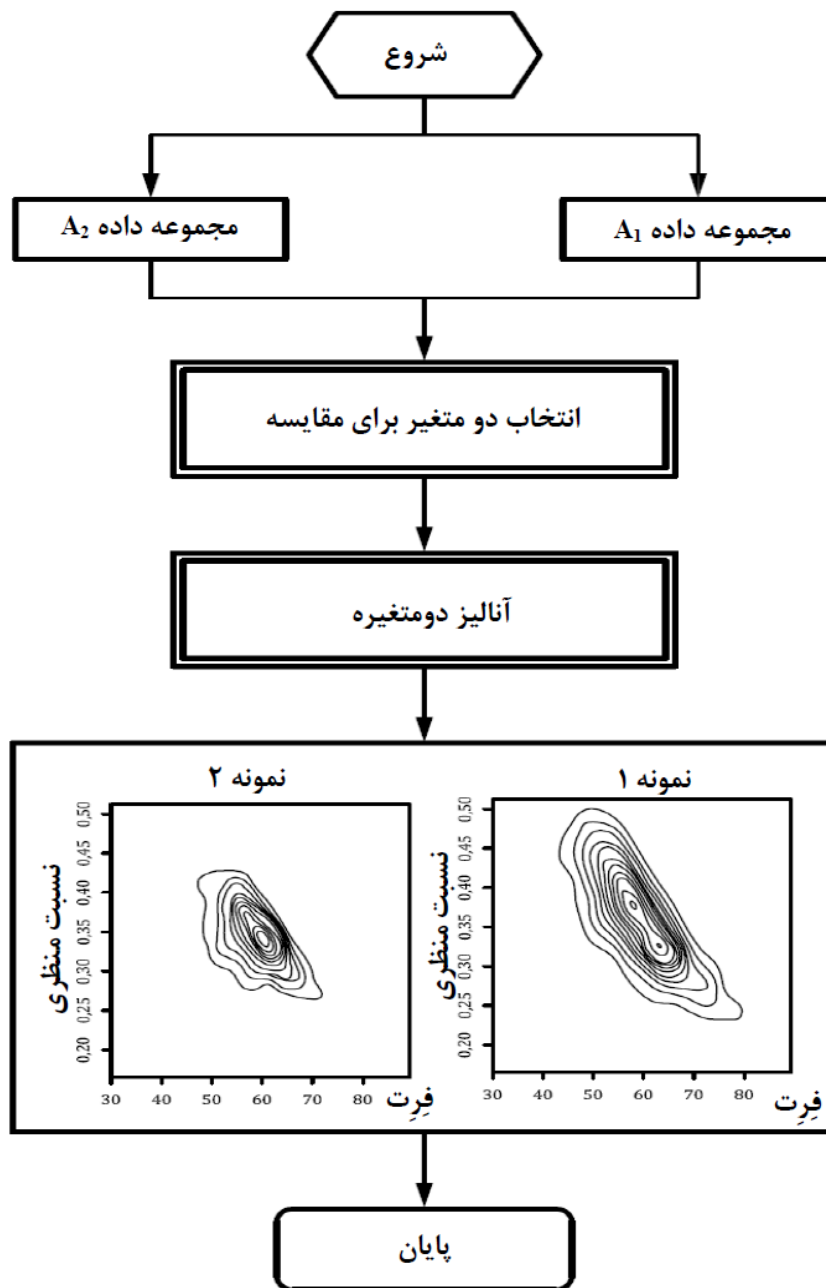 شروع
مجموعه داده A₁
مجموعه داده A₂
انتخاب دو متغیر برای مقایسه
آنالیز دومتغیره
نمونه ۱
نسبت منظری
0,50
0,45
0,40
0,35
0,30
0,25
0,20
30 40 50 60 70 80
فِرِت
نمونه ۲
نسبت منظری
0,50
0,45
0,40
0,35
0,30
0,25
0,20
30 40 50 60 70 80
فِرِت
پایان